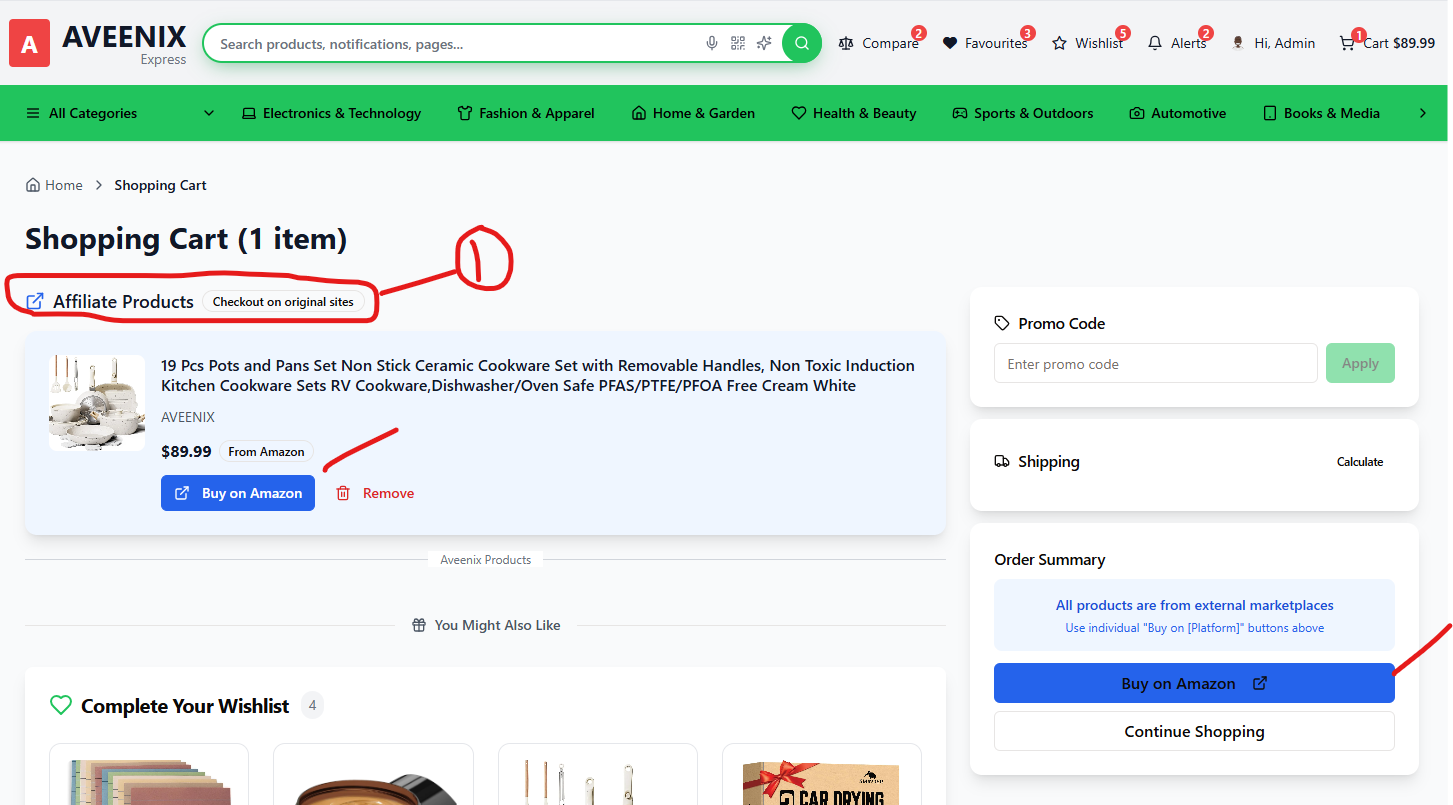 A AVEENIX
Express
Search products, notifications, pages...
Compare 2
Favourites 3
Wishlist 5
Alerts 2
Hi, Admin
1 Cart $89.99
All Categories
Electronics & Technology
Fashion & Apparel
Home & Garden
Health & Beauty
Sports & Outdoors
Automotive
Books & Media
Home > Shopping Cart
Shopping Cart (1 item)
1
Affiliate Products Checkout on original sites
19 Pcs Pots and Pans Set Non Stick Ceramic Cookware Set with Removable Handles, Non Toxic Induction
Kitchen Cookware Sets RV Cookware,Dishwasher/Oven Safe PFAS/PTFE/PFOA Free Cream White
AVEENIX
$89.99 From Amazon
Buy on Amazon Remove
Aveenix Products
You Might Also Like
Complete Your Wishlist 4
CAR DRYING
Promo Code
Enter promo code Apply
Shipping Calculate
Order Summary
All products are from external marketplaces
Use individual "Buy on [Platform]" buttons above
Buy on Amazon
Continue Shopping